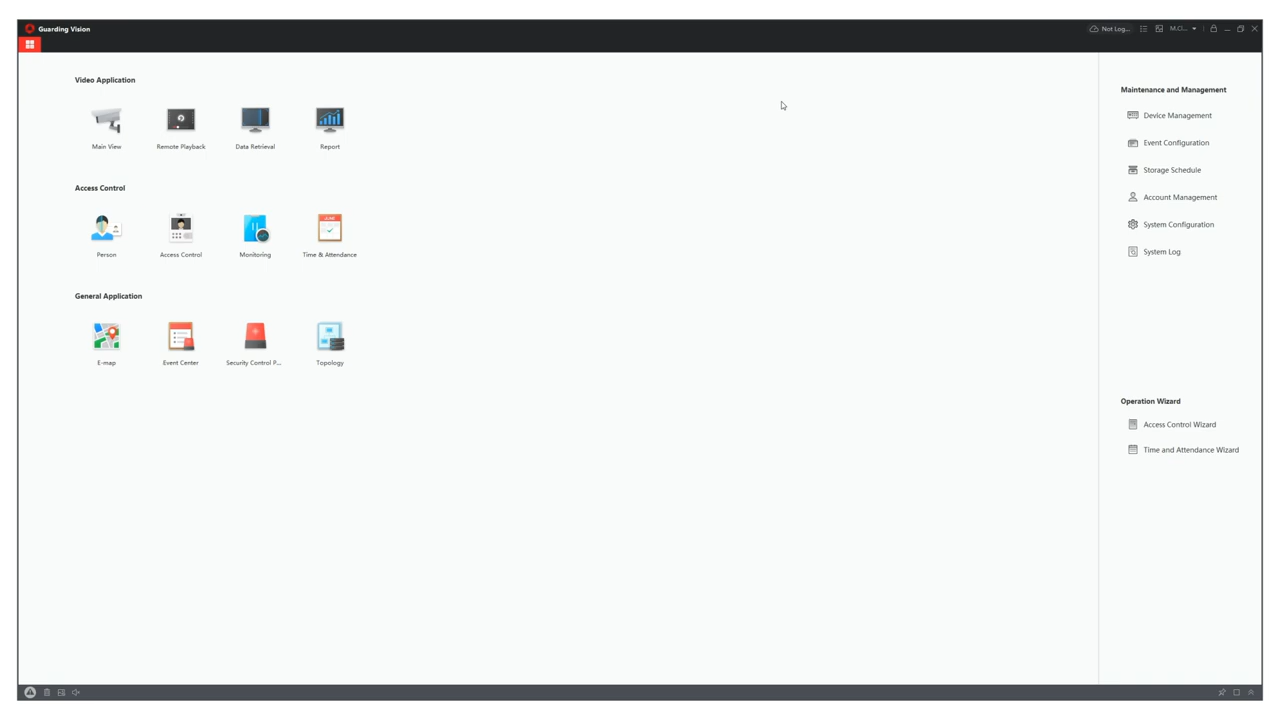 Guarding Vision
Not Log...
Video Application
Main View
Remote Playback
Data Retrieval
Report
Access Control
Person
Access Control
Monitoring
Time & Attendance
General Application
E-map
Event Center
Security Control P...
Topology
Maintenance and Management
Device Management
Event Configuration
Storage Schedule
Account Management
System Configuration
System Log
Operation Wizard
Access Control Wizard
Time and Attendance Wizard